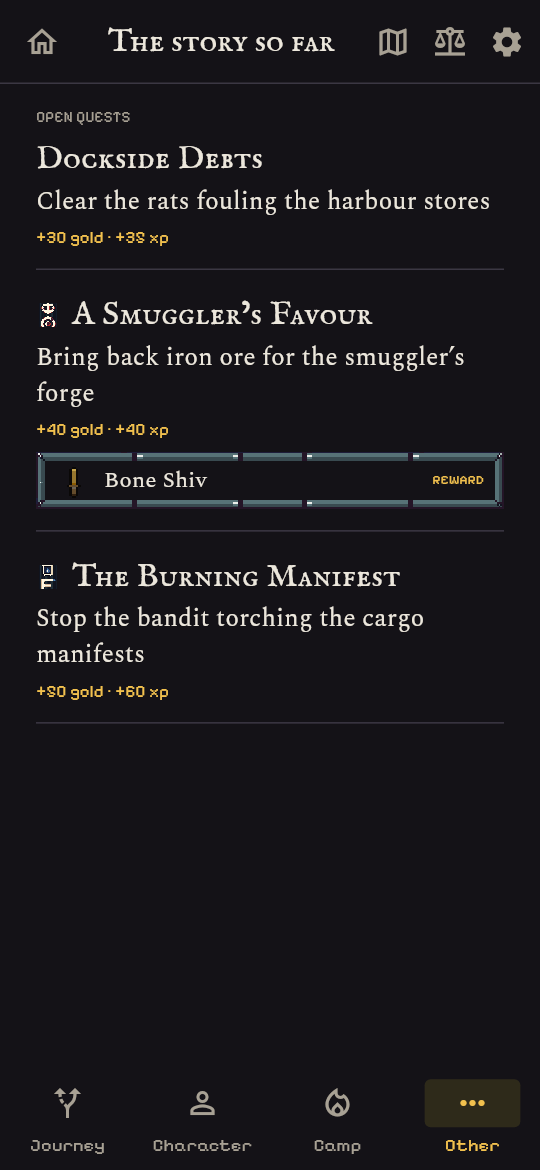 The story so far
OPEN QUESTS
Dockside Debts
Clear the rats fouling the harbour stores
+30 gold · +38 xp
A Smuggler's Favour
Bring back iron ore for the smuggler's
forge
+40 gold · +40 xp
Bone Shiv
REWARD
The Burning Manifest
Stop the bandit torching the cargo
manifests
+80 gold · +60 xp
Journey
Character
Camp
Other